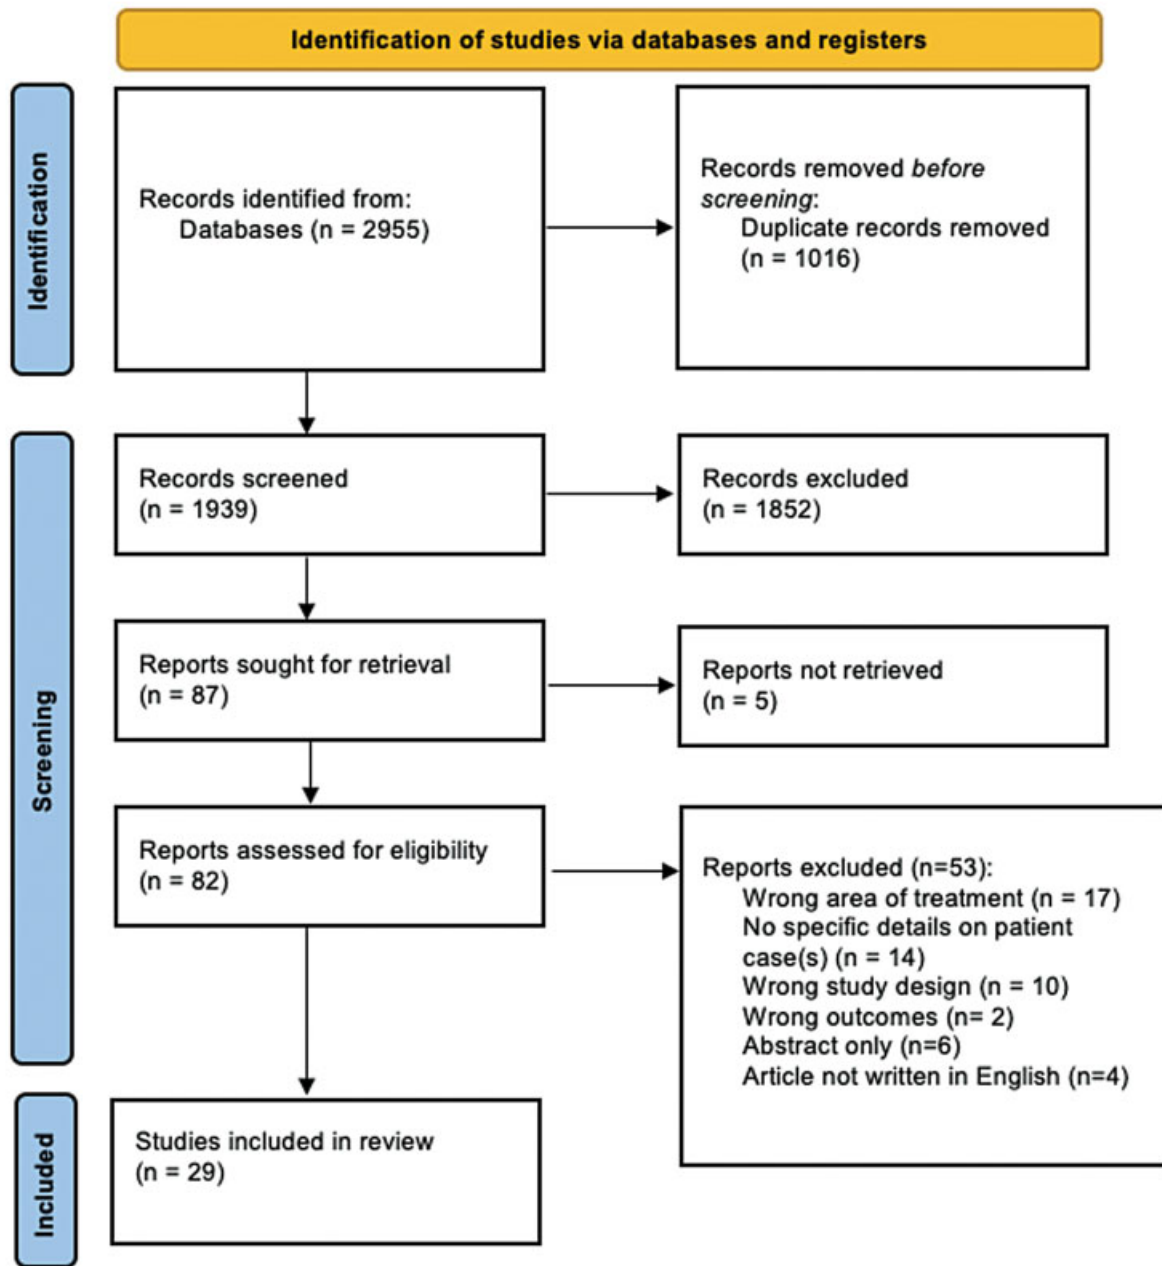 Identification of studies via databases and registers
Identification
Records identified from:
Databases (n = 2955)
Records removed before
screening:
Duplicate records removed
(n = 1016)
Screening
Records screened
(n = 1939)
Records excluded
(n = 1852)
Reports sought for retrieval
(n = 87)
Reports not retrieved
(n = 5)
Reports assessed for eligibility
(n = 82)
Reports excluded (n=53):
Wrong area of treatment (n = 17)
No specific details on patient
case(s) (n = 14)
Wrong study design (n = 10)
Wrong outcomes (n= 2)
Abstract only (n=6)
Article not written in English (n=4)
Included
Studies included in review
(n = 29)